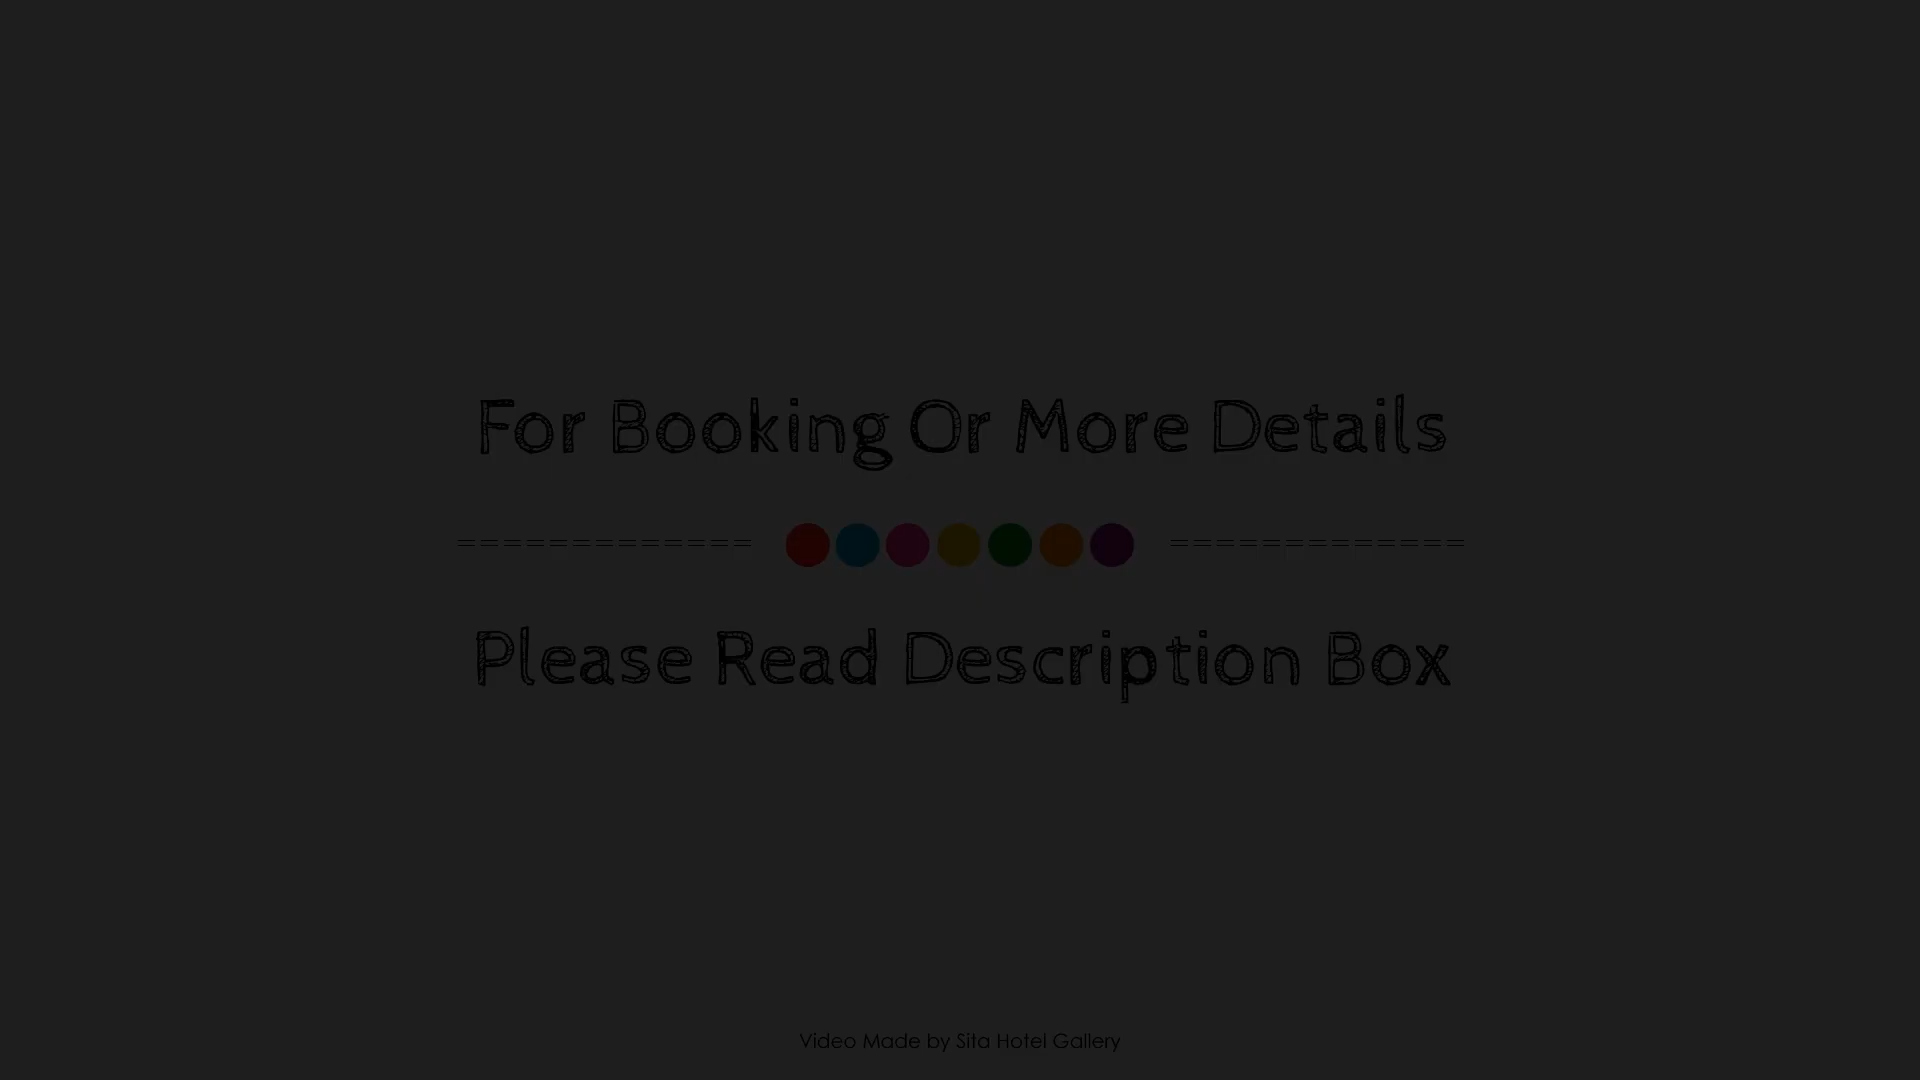 For Booking Or More Details
============= =============
Please Read Description Box
Video Made by Sita Hotel Gallery